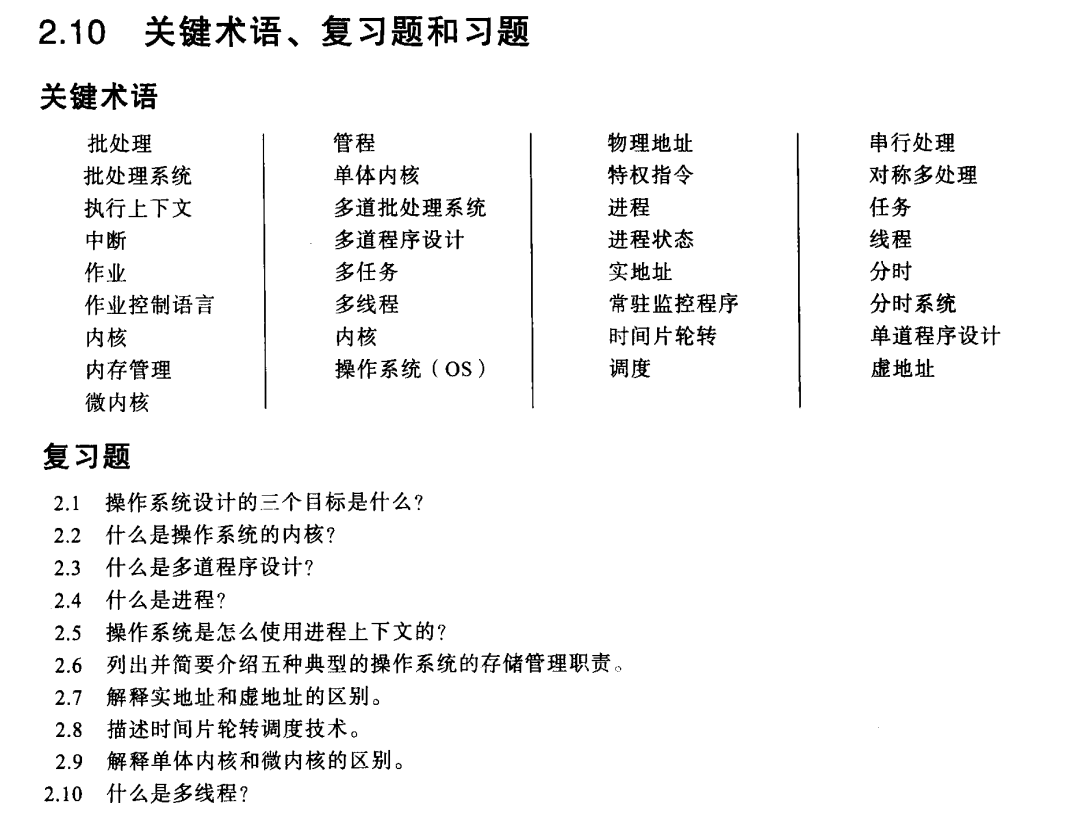 2.10 关键术语、复习题和习题
关键术语
批处理 管程 物理地址 串行处理
批处理系统 单体内核 特权指令 对称多处理
执行上下文 多道批处理系统 进程 任务
中断 多道程序设计 进程状态 线程
作业 多任务 实地址 分时
作业控制语言 多线程 常驻监控程序 分时系统
内核 内核 时间片轮转 单道程序设计
内存管理 操作系统（OS） 调度 虚地址
微内核
复习题
2.1 操作系统设计的三个目标是什么？
2.2 什么是操作系统的内核？
2.3 什么是多道程序设计？
2.4 什么是进程？
2.5 操作系统是怎么使用进程上下文的？
2.6 列出并简要介绍五种典型的操作系统的存储管理职责。
2.7 解释实地址和虚地址的区别。
2.8 描述时间片轮转调度技术。
2.9 解释单体内核和微内核的区别。
2.10 什么是多线程？